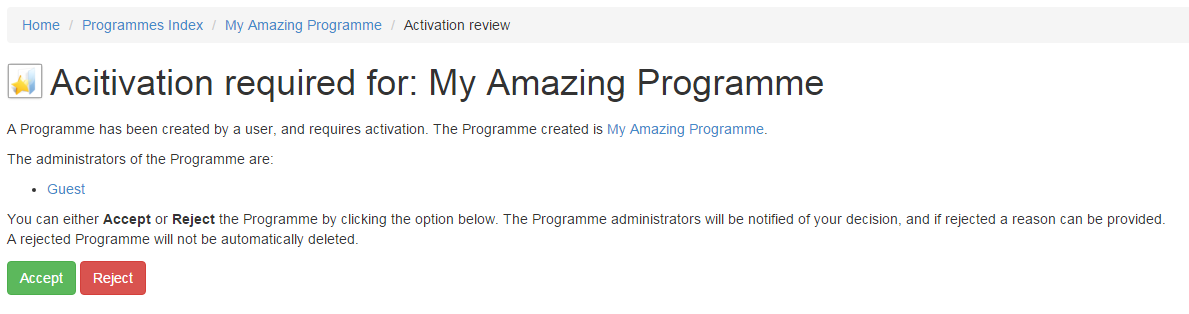 Home / Programmes Index / My Amazing Programme / Activation review
Acitivation required for: My Amazing Programme
A Programme has been created by a user, and requires activation. The Programme created is My Amazing Programme.
The administrators of the Programme are:
• Guest
You can either Accept or Reject the Programme by clicking the option below. The Programme administrators will be notified of your decision, and if rejected a reason can be provided.
A rejected Programme will not be automatically deleted.
Accept Reject